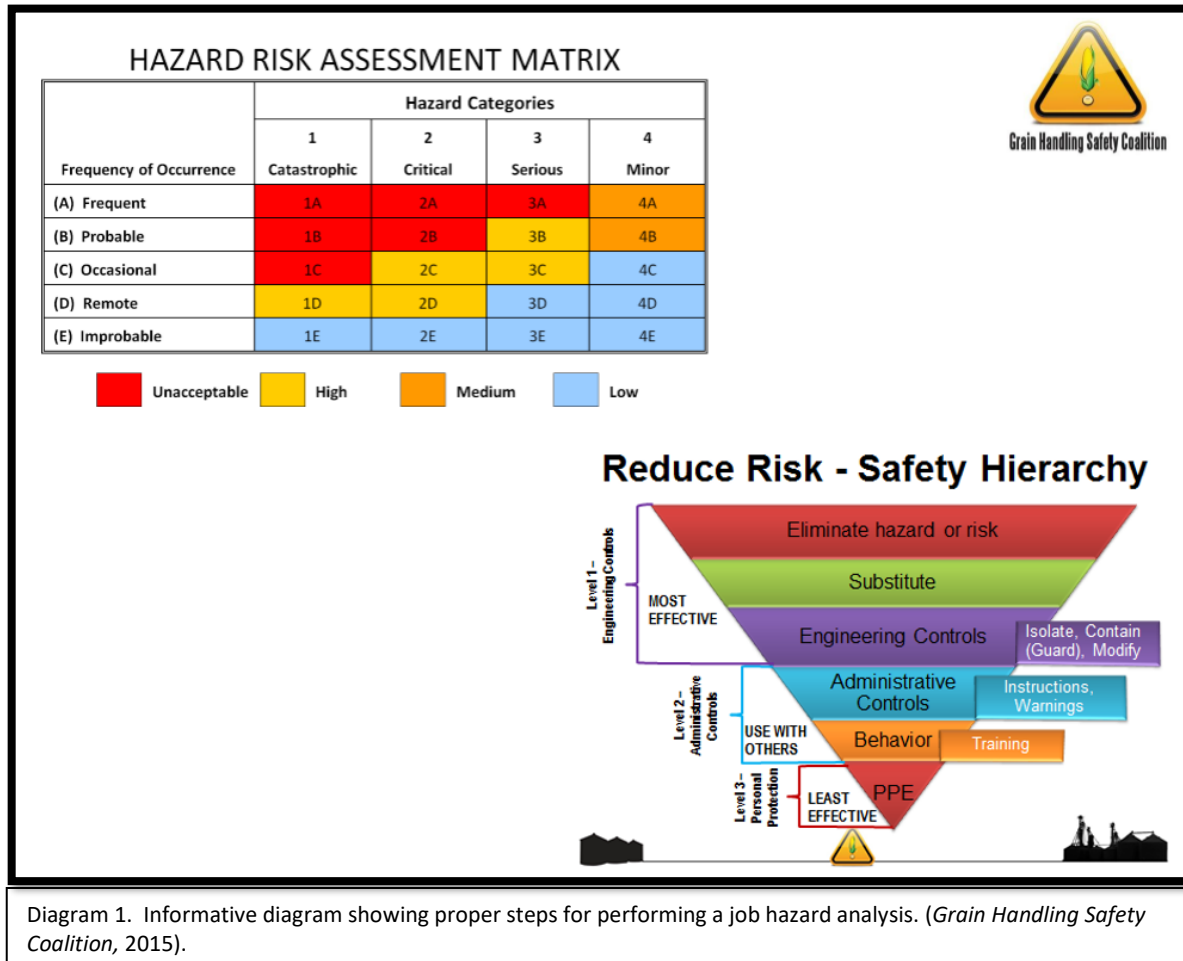 HAZARD RISK ASSESSMENT MATRIX
Grain Handling Safety Coalition
Hazard Categories
1 2 3 4
Frequency of Occurrence Catastrophic Critical Serious Minor
(A) Frequent 1A 2A 3A 4A
(B) Probable 1B 2B 3B 4B
(C) Occasional 1C 2C 3C 4C
(D) Remote 1D 2D 3D 4D
(E) Improbable 1E 2E 3E 4E
Unacceptable High Medium Low
Reduce Risk - Safety Hierarchy
Level 1 –
Engineering Controls
MOST
EFFECTIVE
Eliminate hazard or risk
Substitute
Engineering Controls
Isolate, Contain
(Guard), Modify
Level 2 –
Administrative
Controls
USE WITH
OTHERS
Administrative
Controls
Instructions,
Warnings
Behavior
Training
Level 3 –
Personal
Protection
LEAST
EFFECTIVE
PPE
Diagram 1. Informative diagram showing proper steps for performing a job hazard analysis. (Grain Handling Safety
Coalition, 2015).